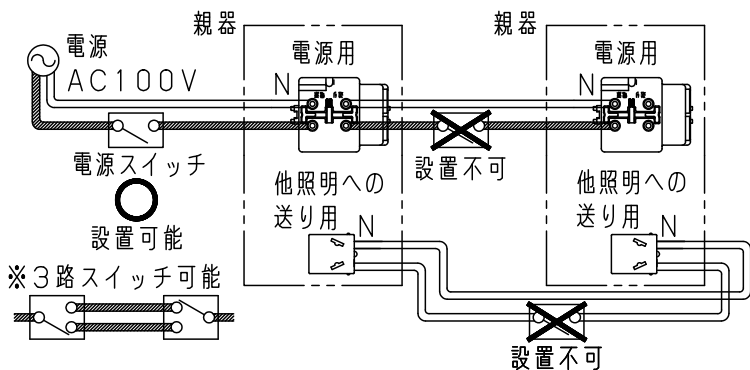 親器
親器
電源
AC100V
電源用
電源用
N
N
電源スイッチ
設置可能
設置不可
他照明への
送り用
N
他照明への
送り用
N
※3路スイッチ可能
設置不可